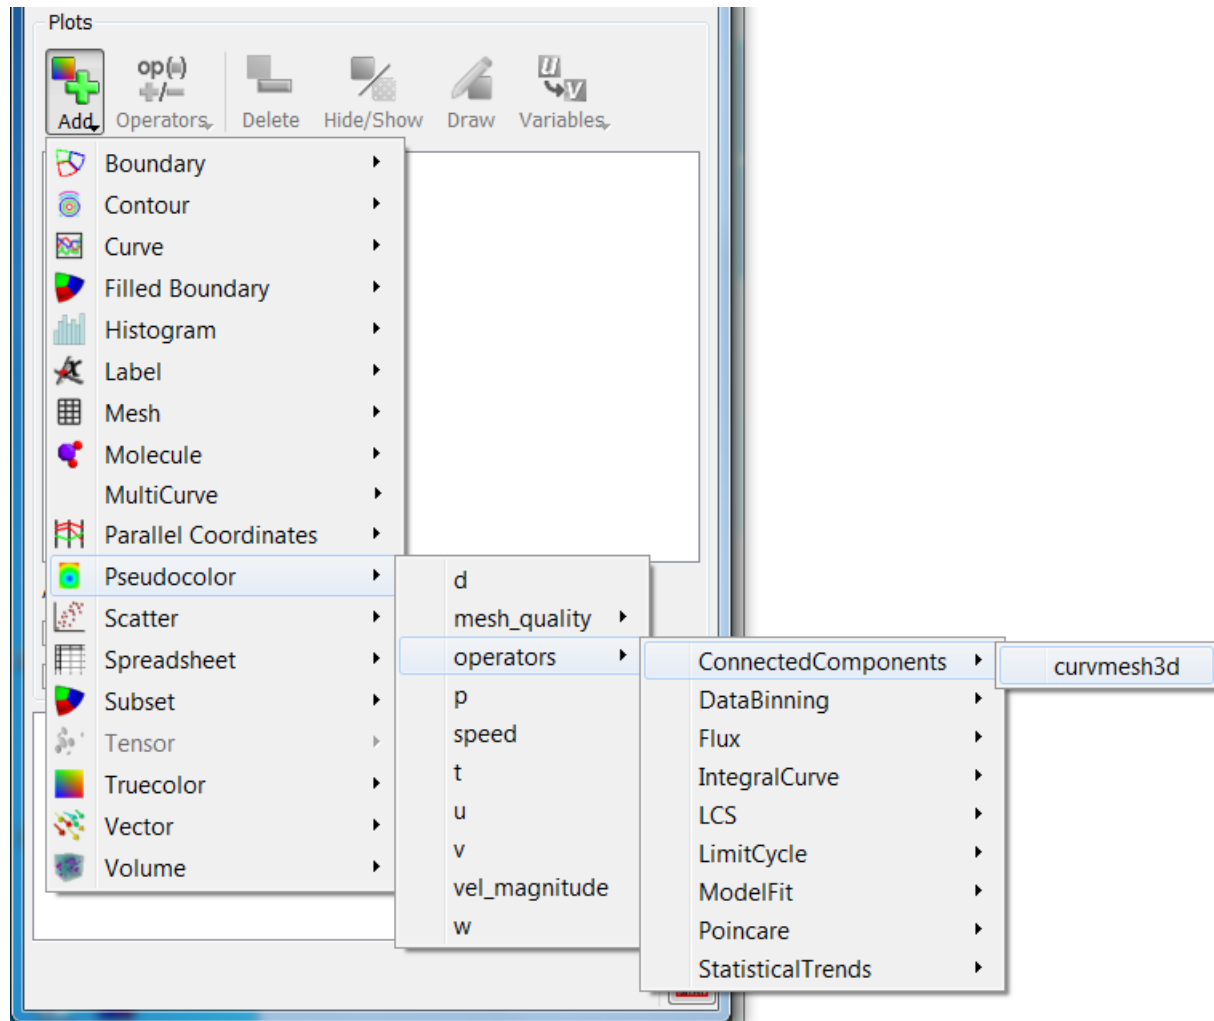 Plots
op(=)
+/-
Add Operators Delete Hide/Show Draw Variables
U
V
Boundary
Contour
Curve
Filled Boundary
Histogram
Label
Mesh
Molecule
MultiCurve
Parallel Coordinates
Pseudocolor
Scatter
Spreadsheet
Subset
Tensor
Truecolor
Vector
Volume
d
mesh_quality
operators
p
speed
t
u
v
vel_magnitude
w
ConnectedComponents
DataBinning
Flux
IntegralCurve
LCS
LimitCycle
ModelFit
Poincare
StatisticalTrends
curvmesh3d